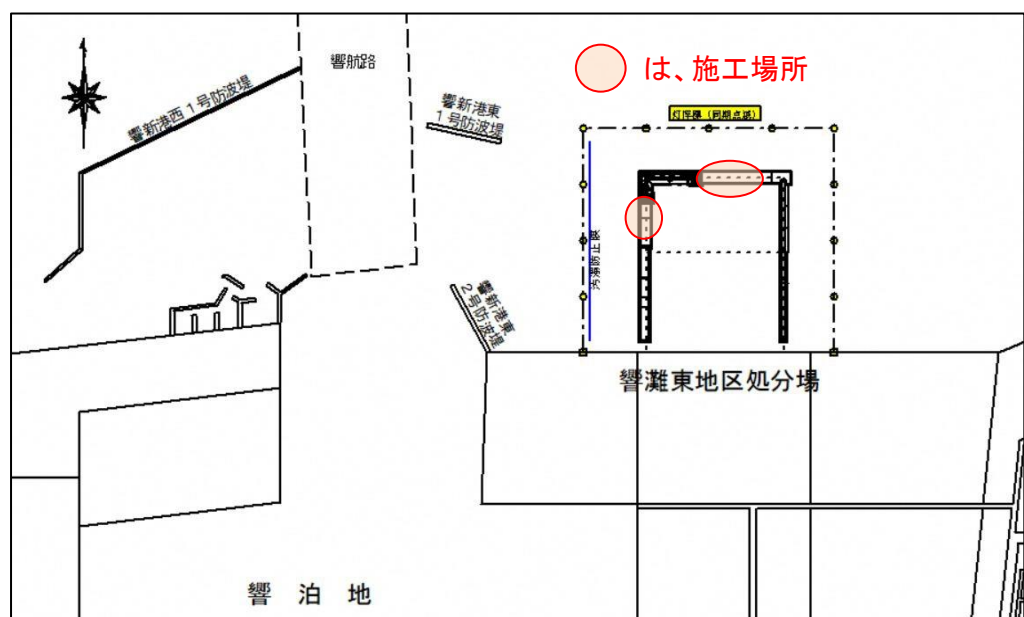 響航路
は、施工場所
響新港西１号防波堤
響新港東
１号防波堤
灯浮標（同期点滅）
汚濁防止膜
響新港東
２号防波堤
響灘東地区処分場
響泊地